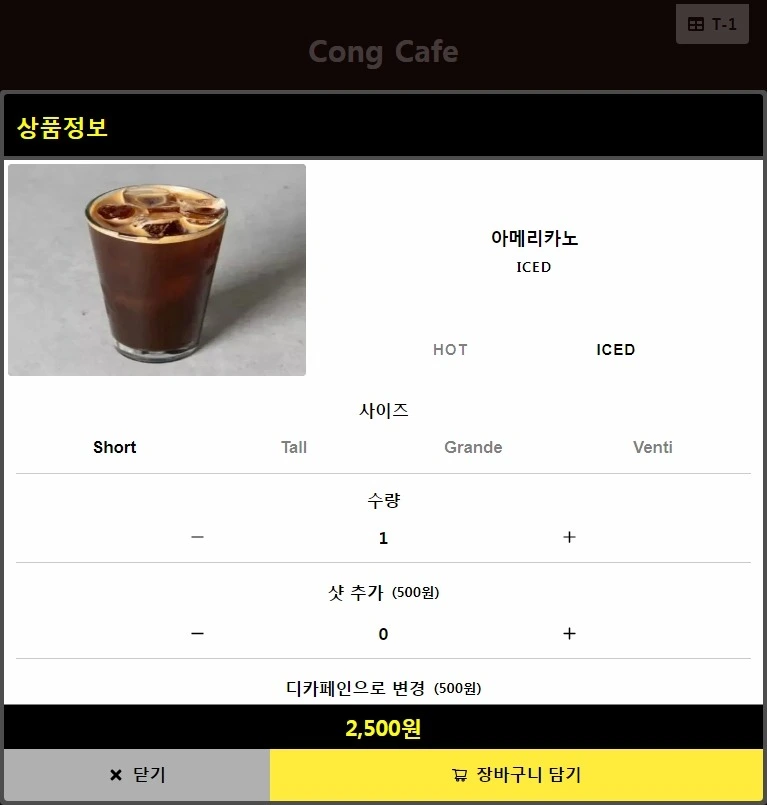 T-1
Cong Cafe
상품정보
아메리카노
ICED
HOT ICED
사이즈
Short Tall Grande Venti
수량
− 1 +
샷 추가 (500원)
− 0 +
디카페인으로 변경 (500원)
2,500원
닫기 장바구니 담기